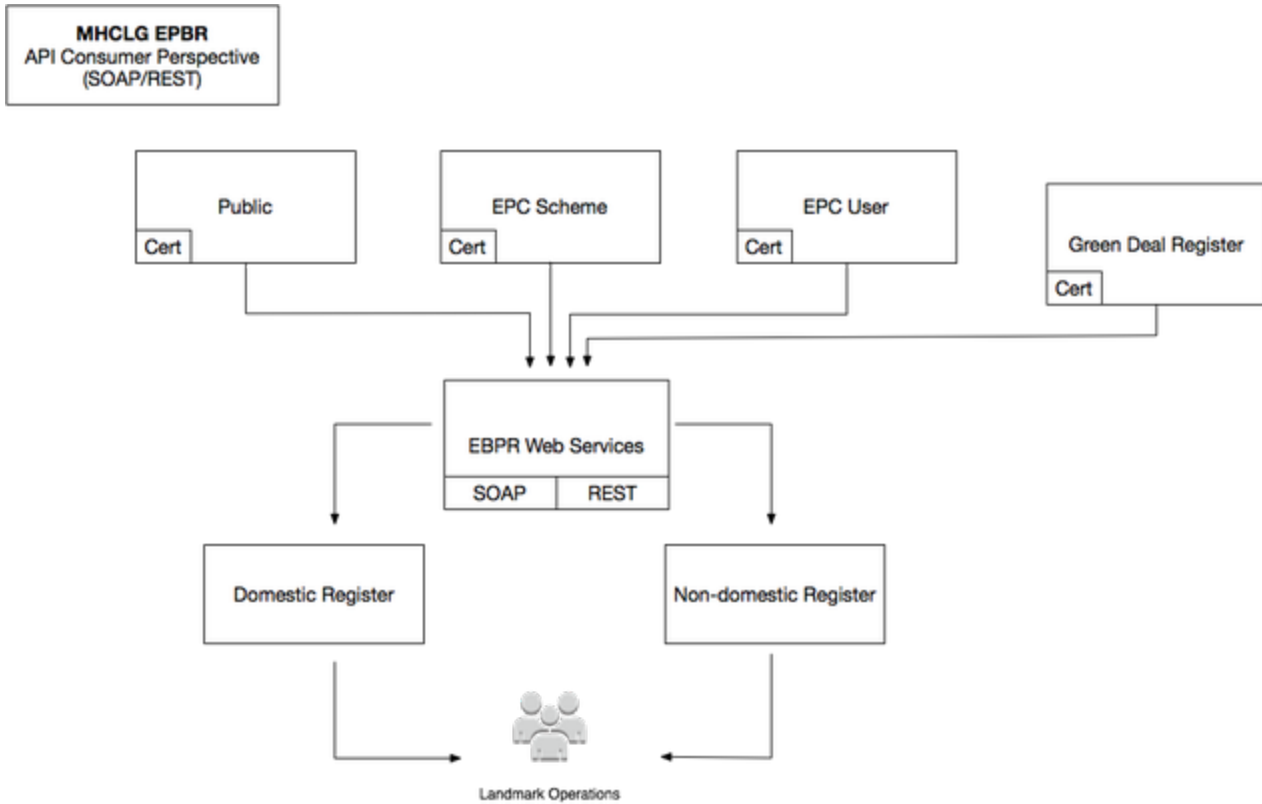 MHCLG EPBR
API Consumer Perspective
(SOAP/REST)
Public
Cert
EPC Scheme
Cert
EPC User
Cert
Green Deal Register
Cert
EBPR Web Services
SOAP
REST
Domestic Register
Non-domestic Register
Landmark Operations